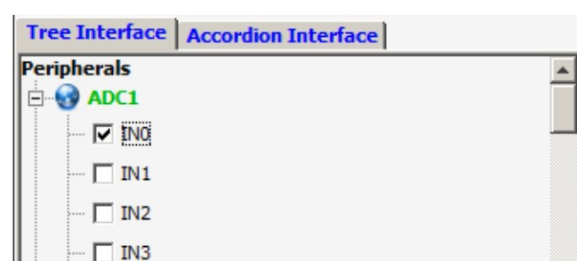 Tree Interface Accordion Interface
Peripherals
ADC1
IN0
IN1
IN2
IN3